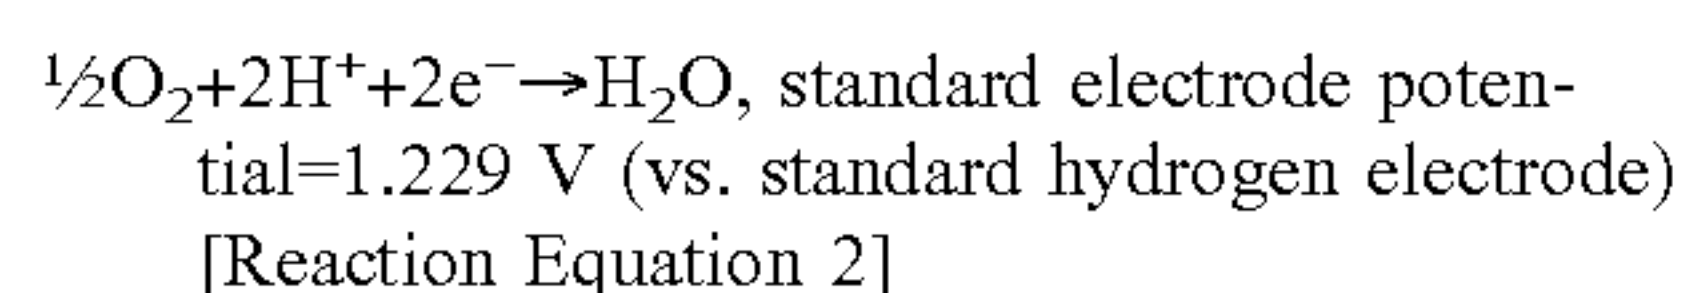 ½O₂+2H⁺+2e⁻→H₂O, standard electrode poten-
tial=1.229 V (vs. standard hydrogen electrode)
[Reaction Equation 2]